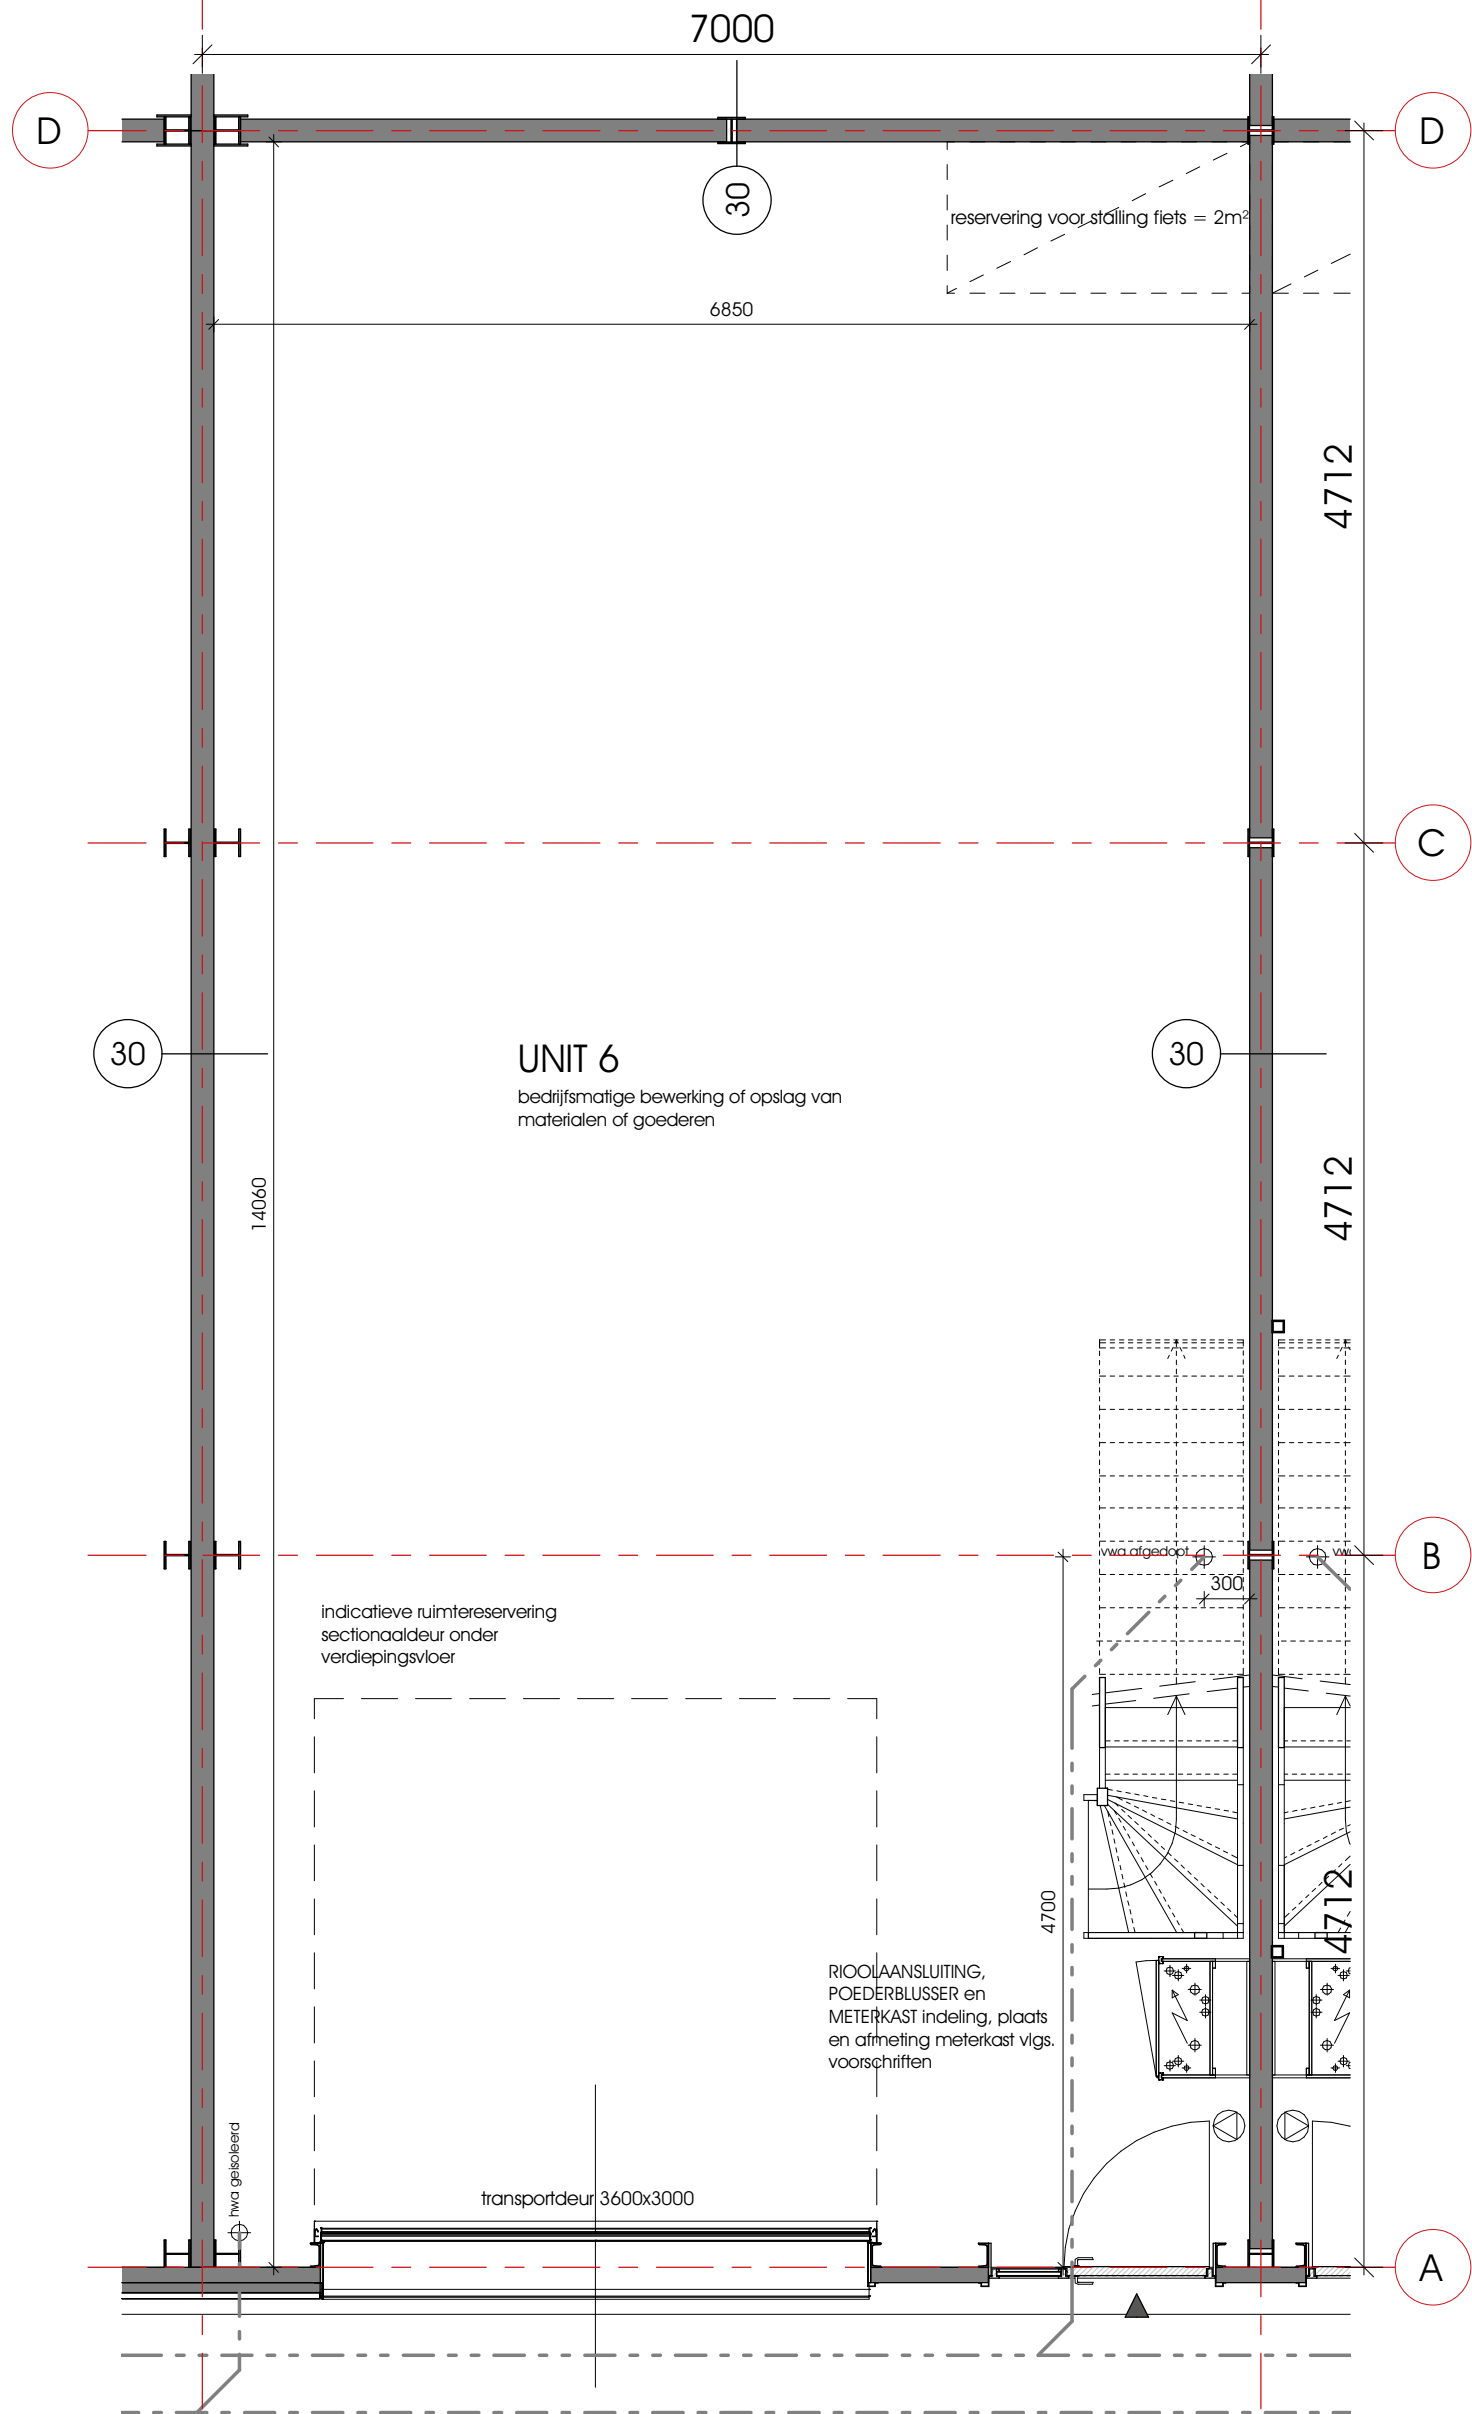 7000
D
D
30
reservering voor stalling fiets = 2m²
6850
4712
C
30
30
UNIT 6
bedrijfsmatige bewerking of opslag van
materialen of goederen
14060
4712
B
vwa afgedopt
300
indicatieve ruimtereservering
sectionaaldeur onder
verdiepingsvloer
4700
4712
RIOOLAANSLUITING,
POEDERBLUSSER en
METERKAST indeling, plaats
en afmeting meterkast vlgs.
voorschriften
hwa geisoleerd
transportdeur 3600x3000
A